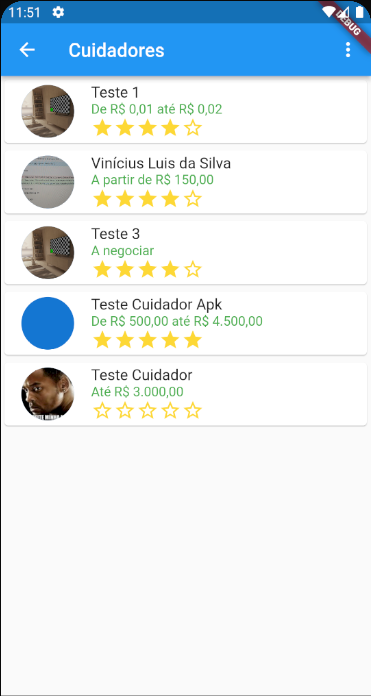 11:51
DEBUG
Cuidadores
Teste 1
De R$ 0,01 até R$ 0,02
Vinícius Luis da Silva
A partir de R$ 150,00
Teste 3
A negociar
Teste Cuidador Apk
De R$ 500,00 até R$ 4.500,00
Teste Cuidador
Até R$ 3.000,00